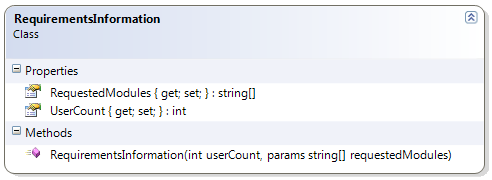 RequirementsInformation
Class
Properties
RequestedModules { get; set; } : string[]
UserCount { get; set; } : int
Methods
RequirementsInformation(int userCount, params string[] requestedModules)